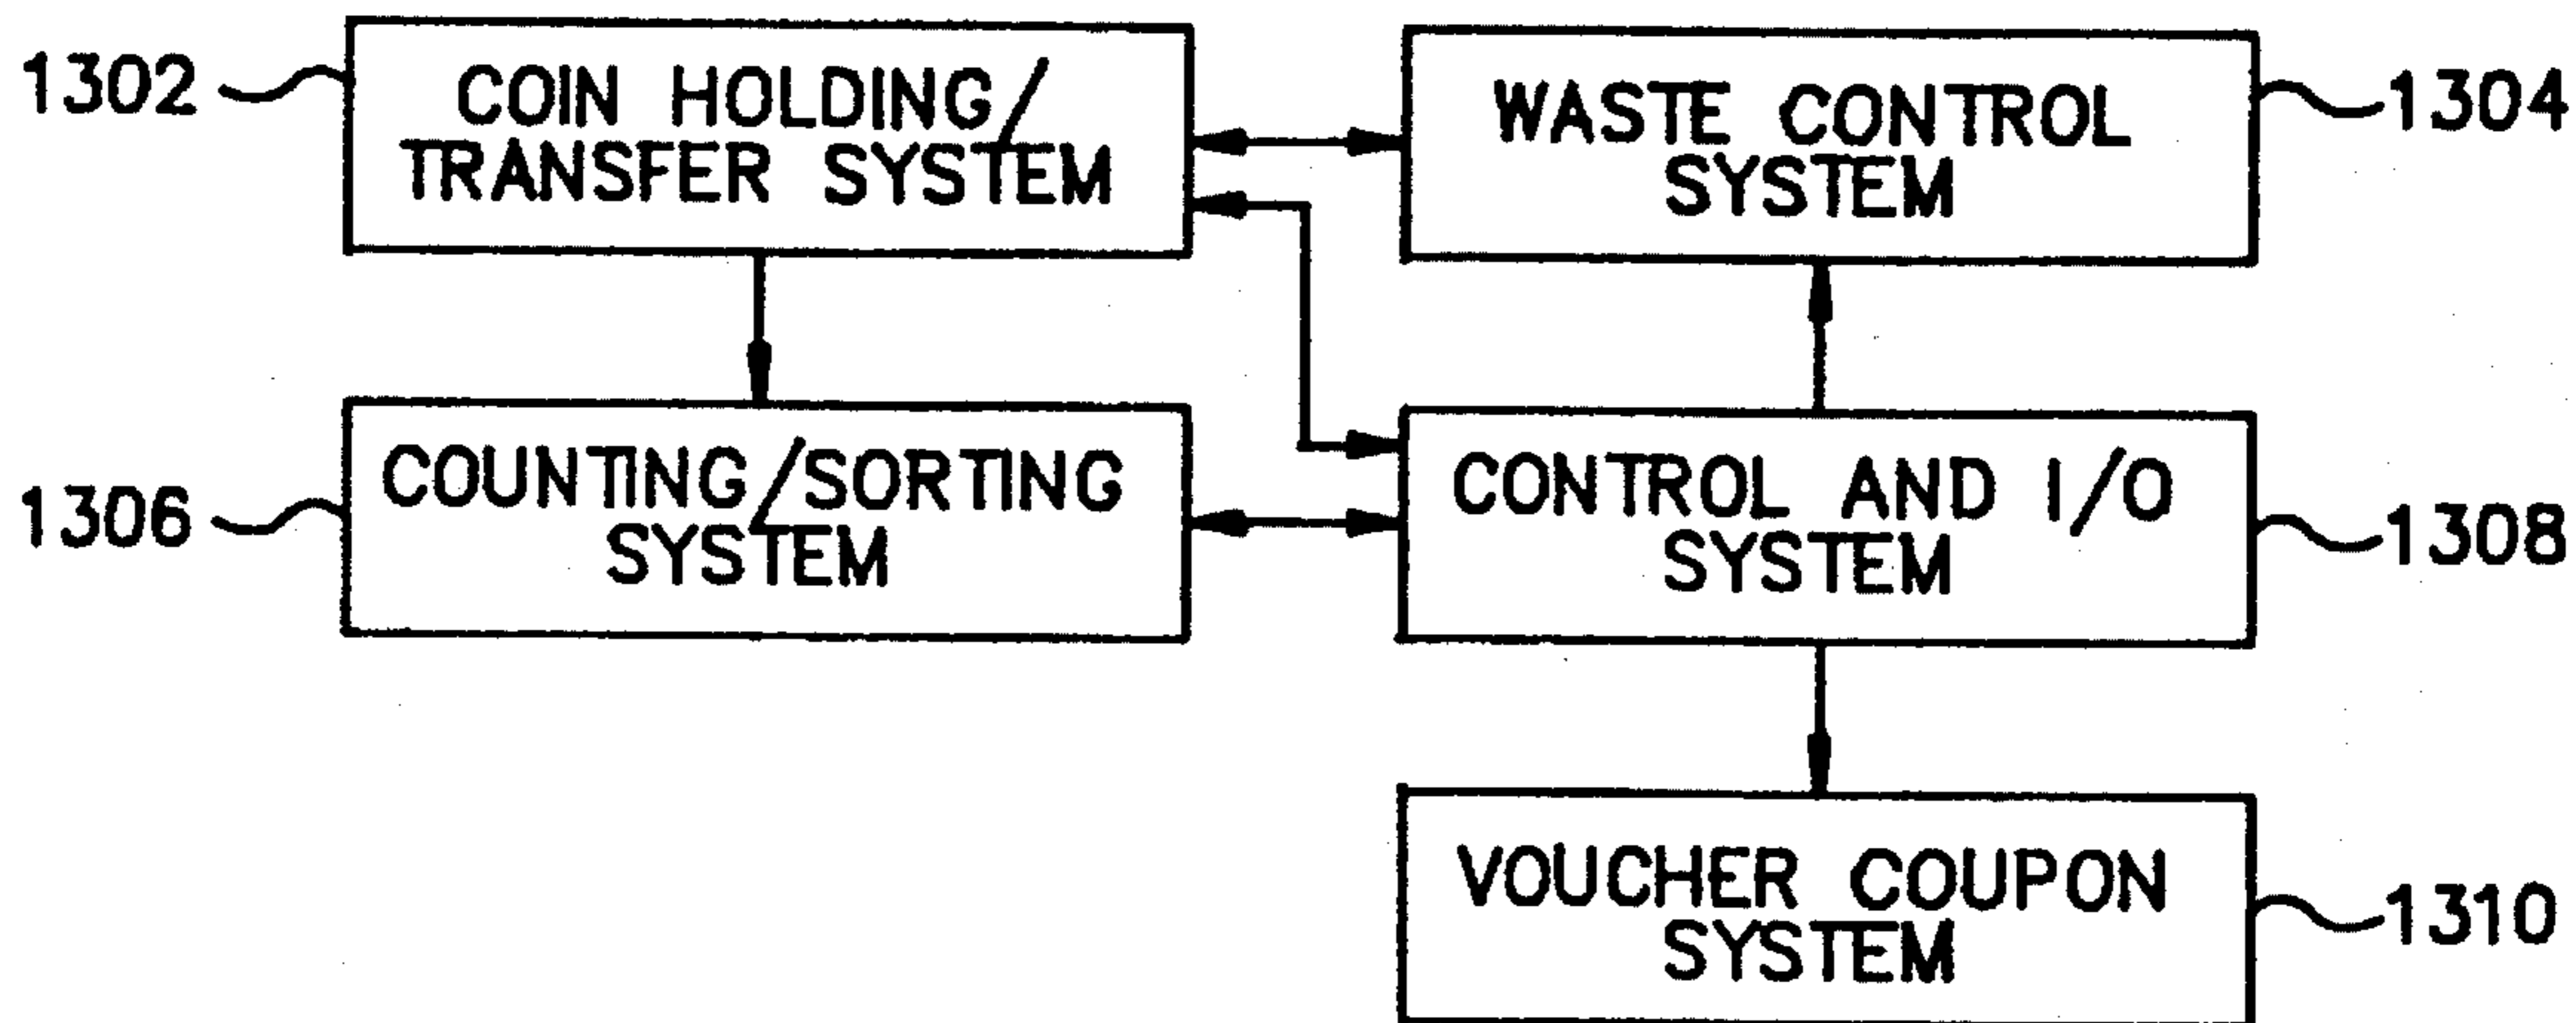 1302
COIN HOLDING/
TRANSFER SYSTEM
WASTE CONTROL
SYSTEM
1304
1306
COUNTING/SORTING
SYSTEM
CONTROL AND I/O
SYSTEM
1308
VOUCHER COUPON
SYSTEM
1310